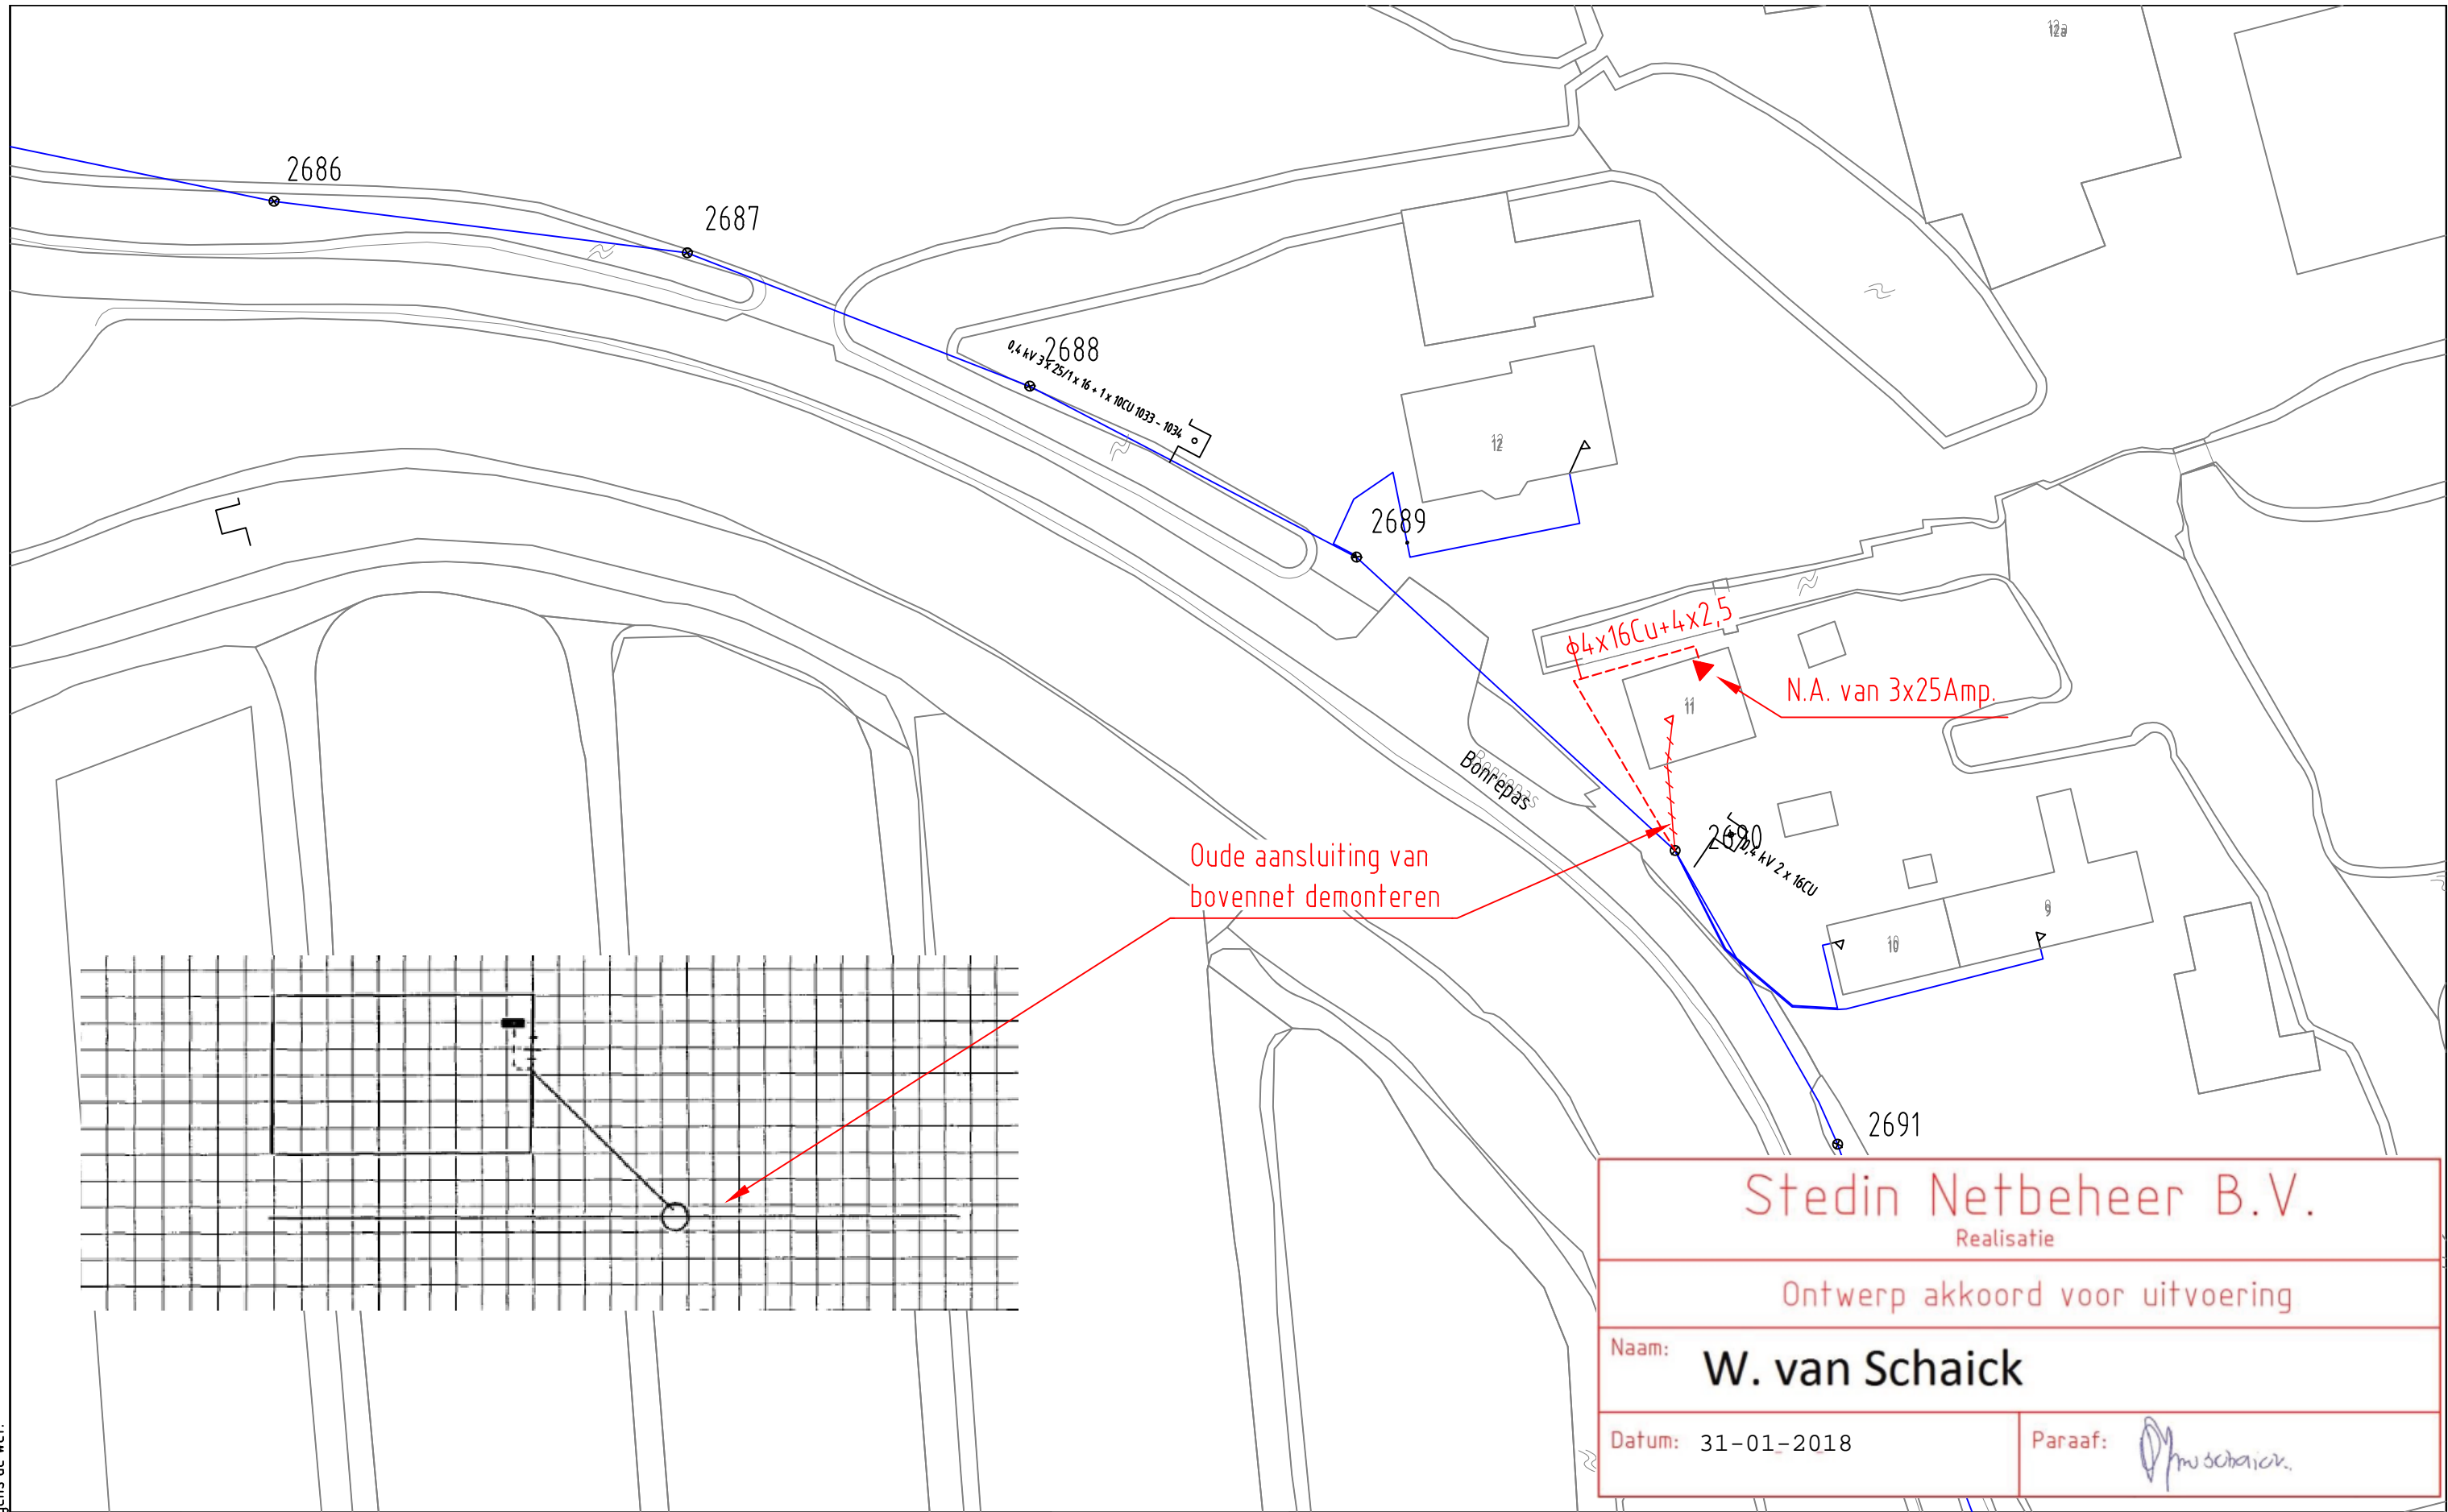 12a
2686
2687
2688
0,4 kV 3 x 25/1 x 16 + 1 x 10CU 1033 - 1034
12
2689
ϕ4x16Cu+4x2,5
N.A. van 3x25Amp.
11
Bonrepas
2690
0,4 kV 2 x 16CU
Oude aansluiting van
bovennet demonteren
9
10
2691
Stedin Netbeheer B.V.
Realisatie
Ontwerp akkoord voor uitvoering
Naam: W. van Schaick
Datum: 31-01-2018
Paraaf:
de wet.